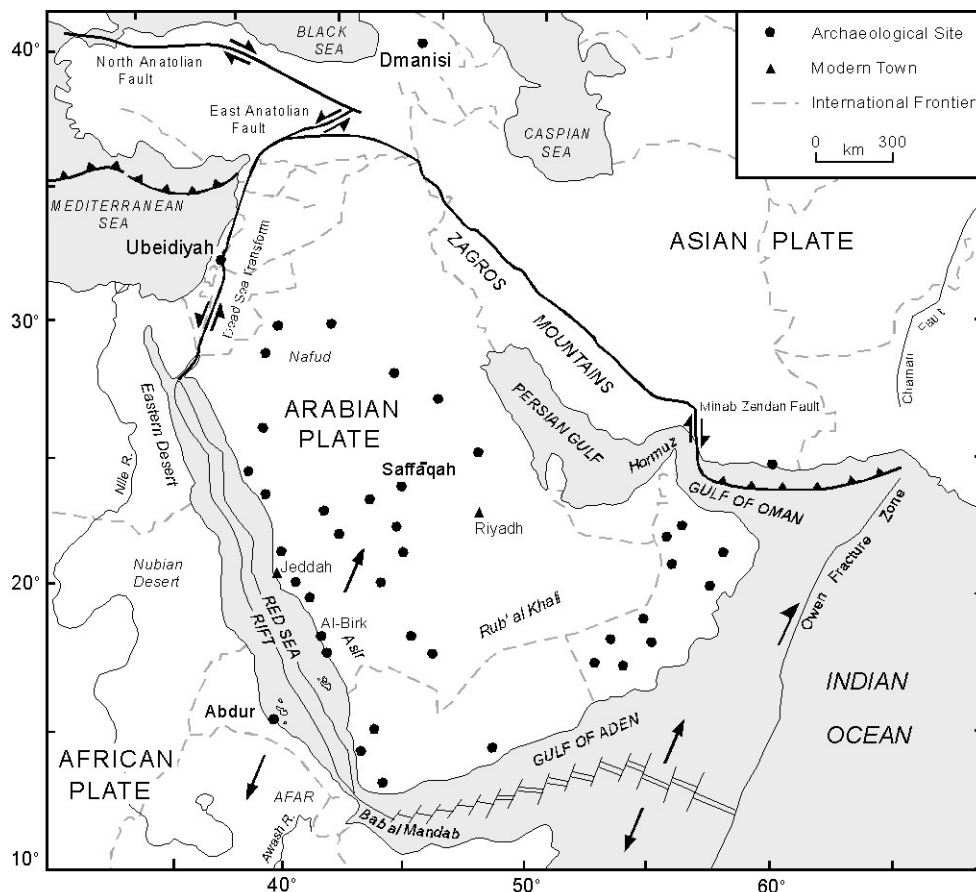 40°
30°
20°
10°
40°
50°
60°
BLACK
SEA
Dmanisi
North Anatolian
Fault
East Anatolian
Fault
CASPIAN
SEA
Archaeological Site
Modern Town
International Frontier
0 300
km
MEDITERRANEAN
SEA
Ubeidiyah
Dead Sea Transform
ZAGROS
MOUNTAINS
ASIAN PLATE
Chaman
Fault
Nafud
Eastern Desert
Nile R.
ARABIAN
PLATE
PERSIAN GULF
Hormuz
Minab Zendan Fault
Saffaqah
GULF OF OMAN
Riyadh
Nubian
Desert
Jeddah
Owen Fracture Zone
RED SEA
RIFT
Al-Birk
Asir
Rub' al Khali
INDIAN
OCEAN
Abdur
GULF OF ADEN
AFRICAN
PLATE
AFAR
Awash R.
Bab al Mandab